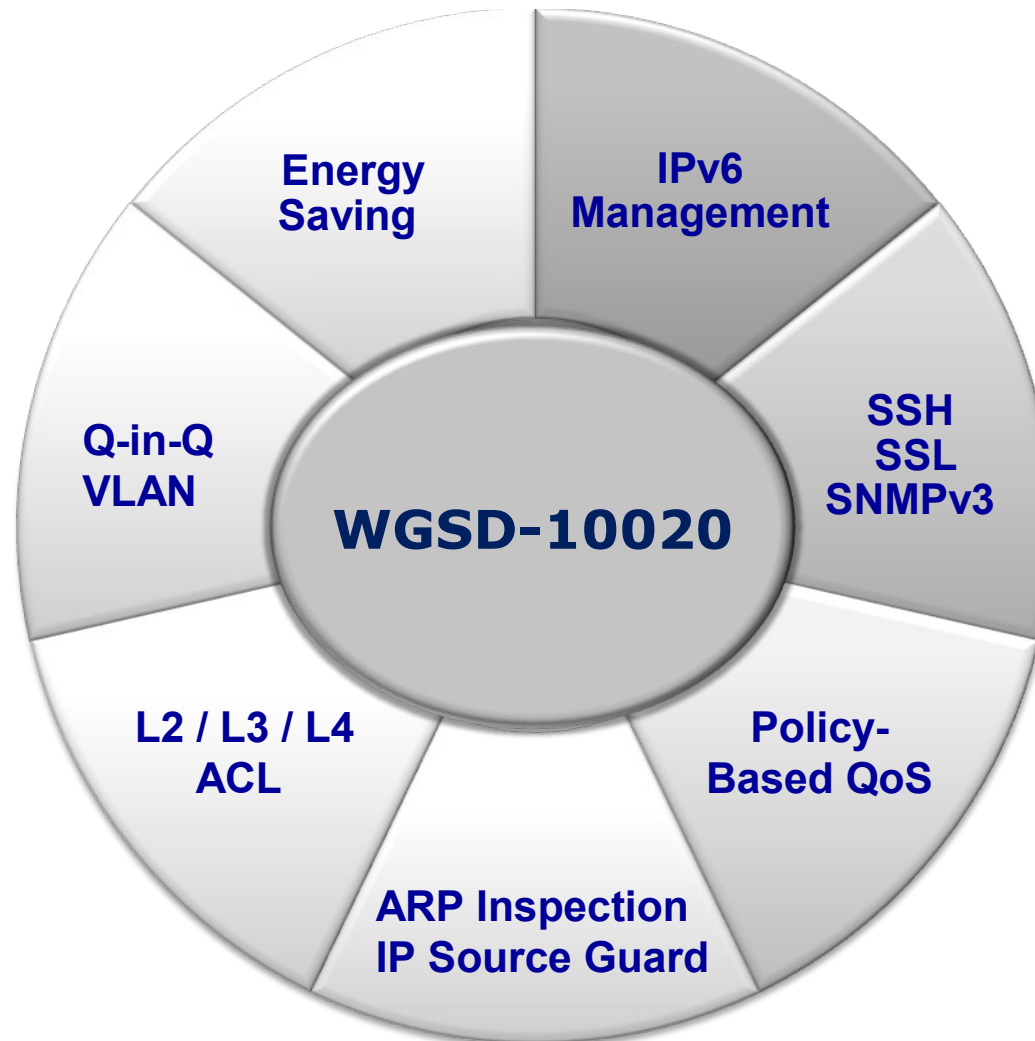 Energy
Saving
IPv6
Management
SSH
SSL
SNMPv3
Q-in-Q
VLAN
WGSD-10020
L2 / L3 / L4
ACL
Policy-
Based QoS
ARP Inspection
IP Source Guard